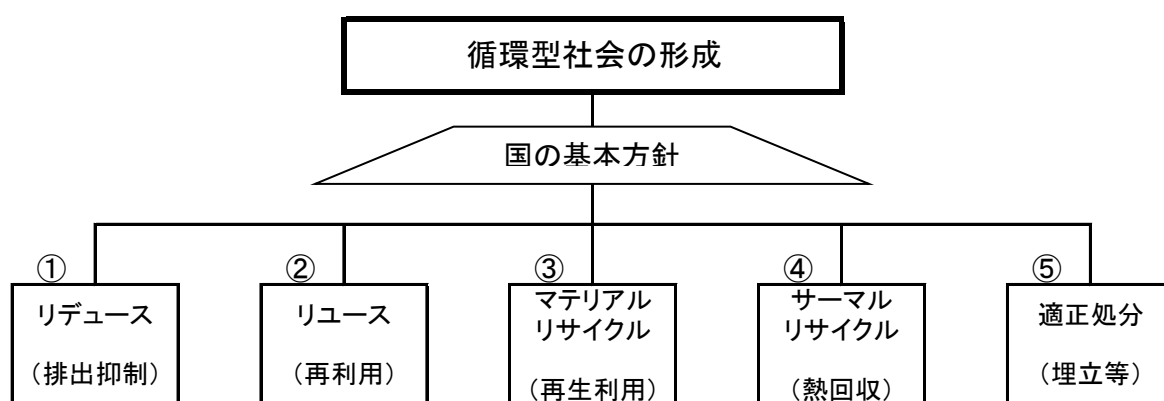 循環型社会の形成
国の基本方針
①
リデュース
（排出抑制）
②
リユース
（再利用）
③
マテリアル
リサイクル
（再生利用）
④
サーマル
リサイクル
（熱回収）
⑤
適正処分
（埋立等）